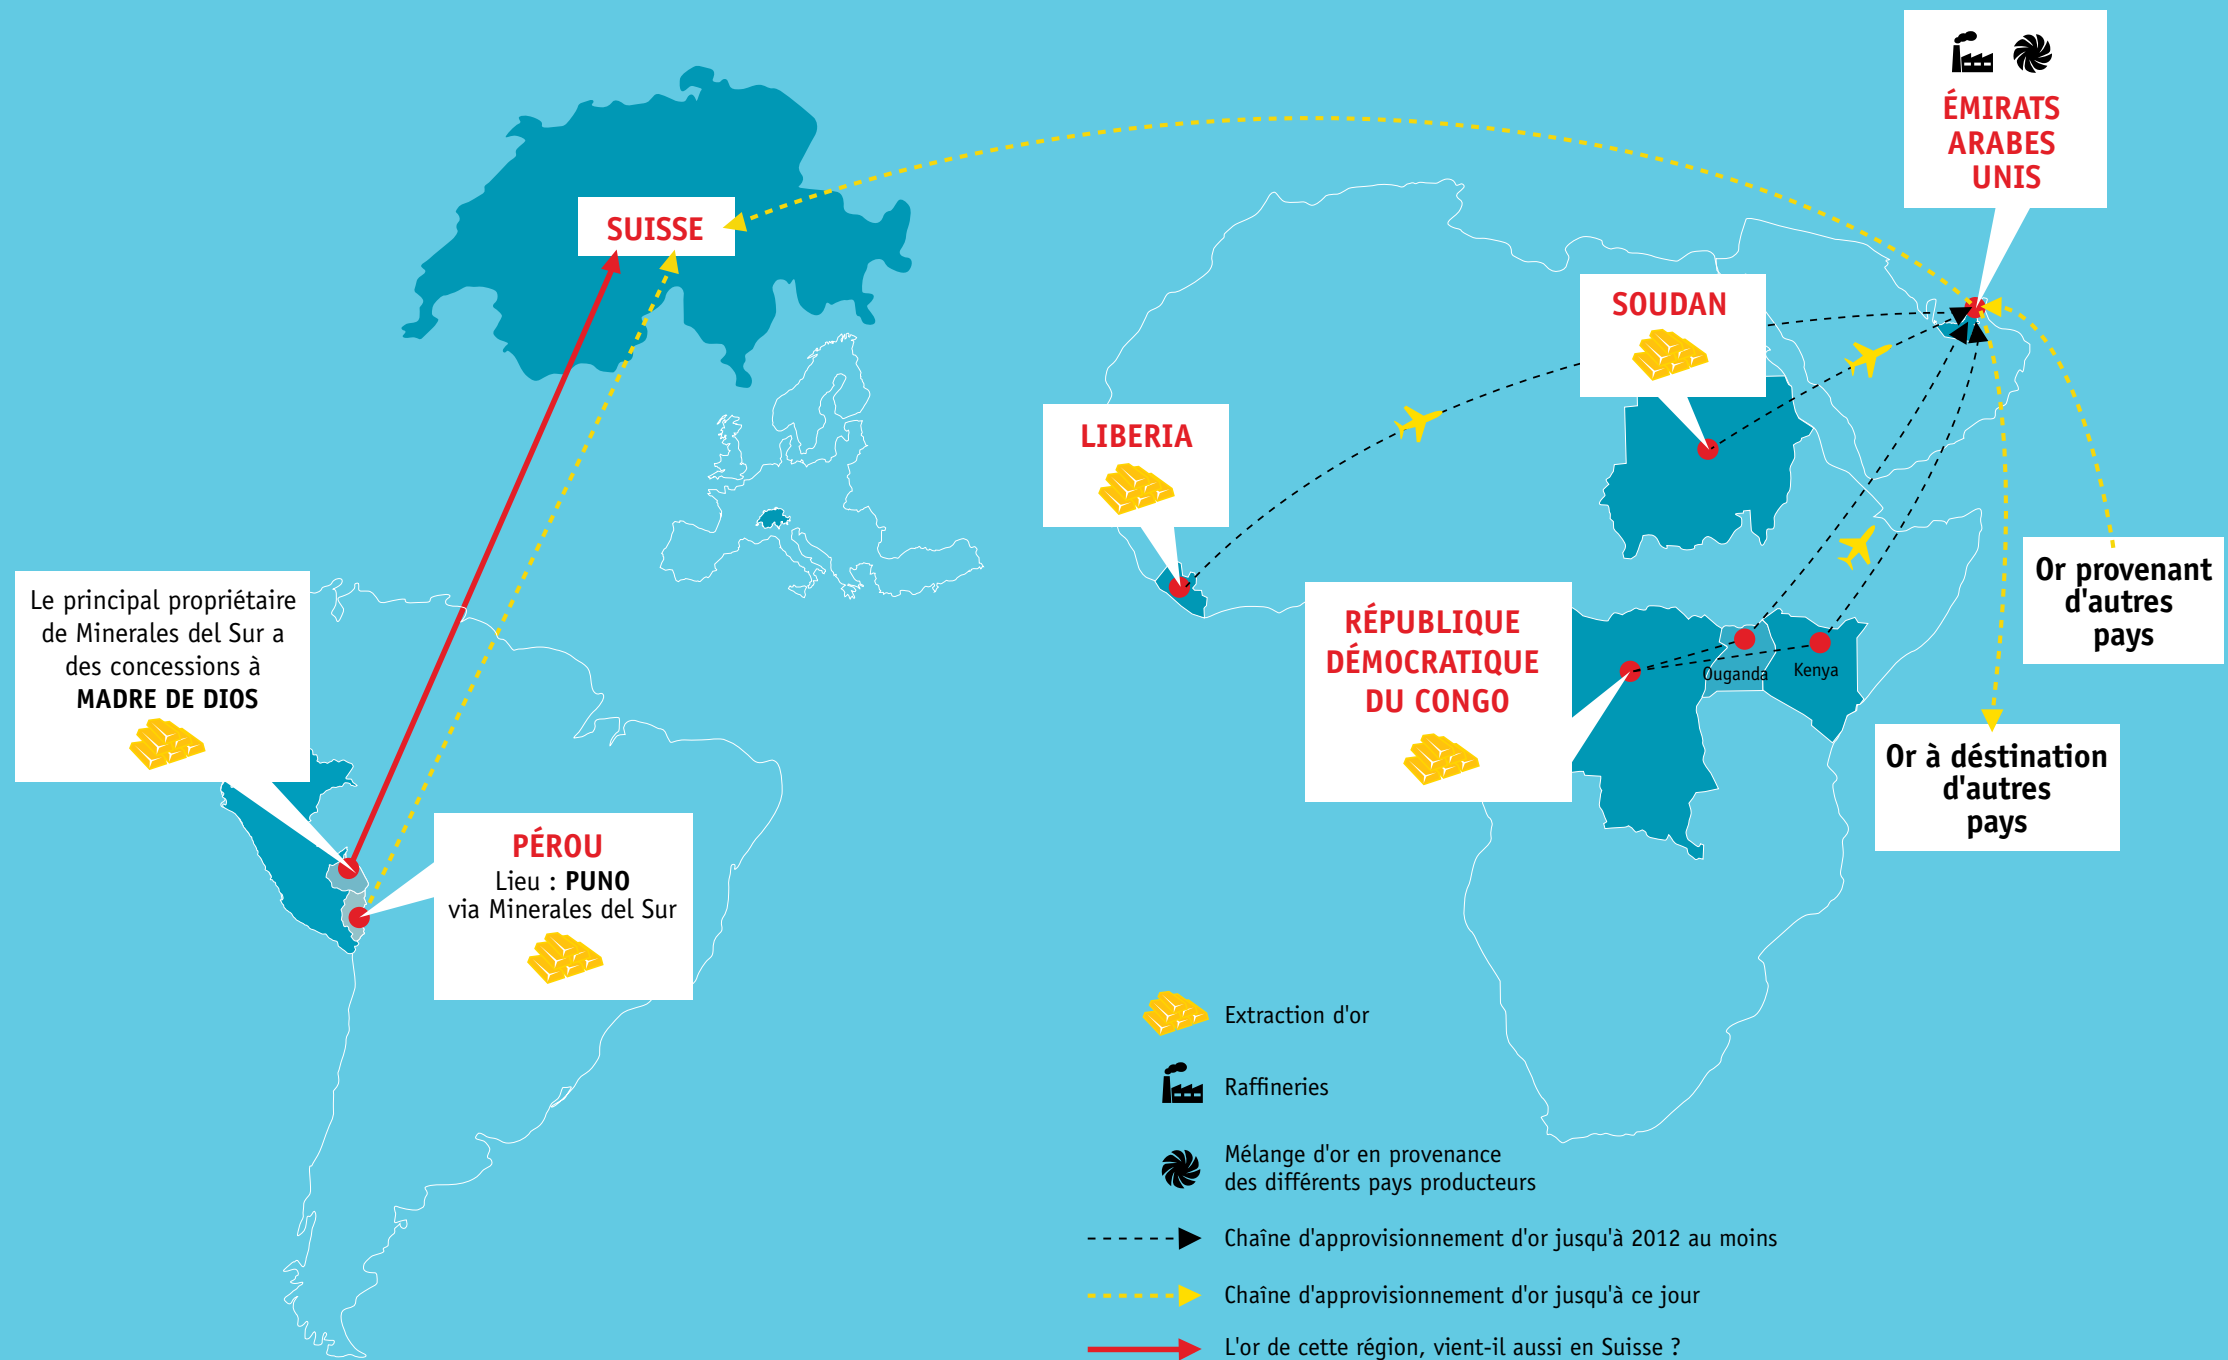 ÉMIRATS
ARABES
UNIS
SUISSE
SOUDAN
LIBERIA
Or provenant
d'autres
pays
Le principal propriétaire
de Minerales del Sur a
des concessions à
MADRE DE DIOS
RÉPUBLIQUE
DÉMOCRATIQUE
DU CONGO
Ouganda
Kenya
Or à déstination
d'autres
pays
PÉROU
Lieu : PUNO
via Minerales del Sur
Extraction d'or
Raffineries
Mélange d'or en provenance
des différents pays producteurs
Chaîne d'approvisionnement d'or jusqu'à 2012 au moins
Chaîne d'approvisionnement d'or jusqu'à ce jour
L'or de cette région, vient-il aussi en Suisse ?